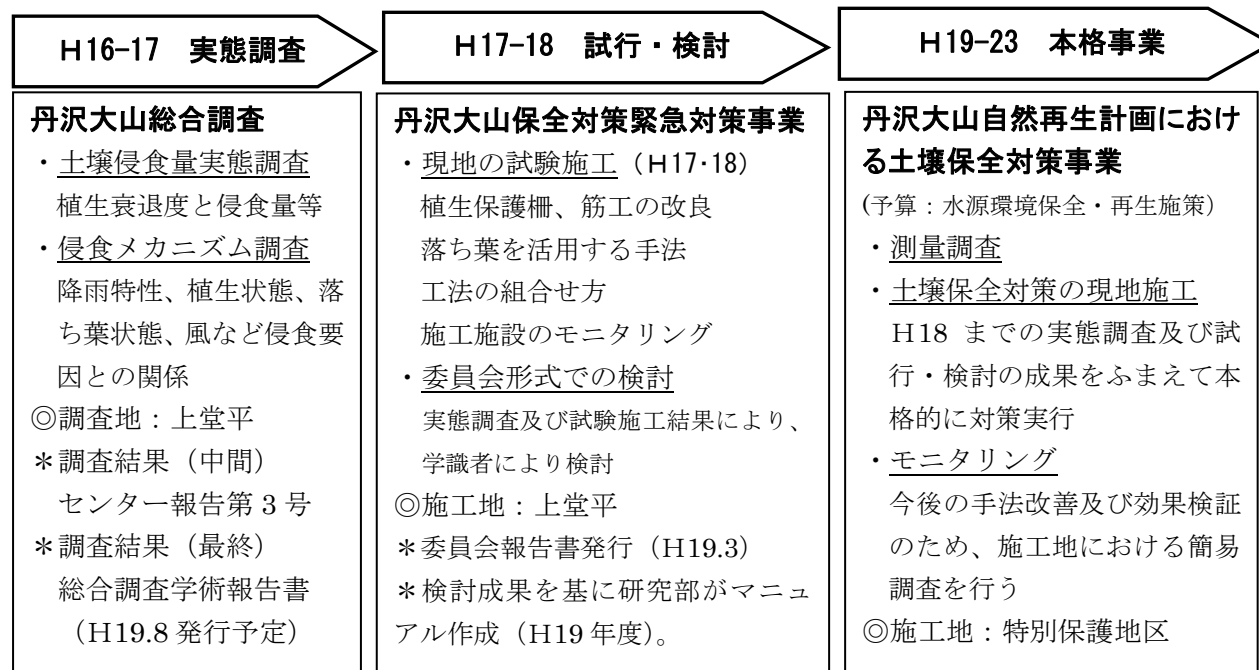 H16-17 実態調査
丹沢大山総合調査
・土壌侵食量実態調査
植生衰退度と侵食量等
・侵食メカニズム調査
降雨特性、植生状態、落
ち葉状態、風など侵食要
因との関係
◎調査地：上堂平
＊調査結果（中間）
センター報告第 3 号
＊調査結果（最終）
総合調査学術報告書
（H19.8 発行予定）
H17-18 試行・検討
丹沢大山保全対策緊急対策事業
・現地の試験施工（H17・18）
植生保護柵、筋工の改良
落ち葉を活用する手法
工法の組合せ方
施工施設のモニタリング
・委員会形式での検討
実態調査及び試験施工結果により、
学識者により検討
◎施工地：上堂平
＊委員会報告書発行（H19.3）
＊検討成果を基に研究部がマニュ
アル作成（H19 年度）。
H19-23 本格事業
丹沢大山自然再生計画におけ
る土壌保全対策事業
(予算：水源環境保全・再生施策)
・測量調査
・土壌保全対策の現地施工
H18 までの実態調査及び試
行・検討の成果をふまえて本
格的に対策実行
・モニタリング
今後の手法改善及び効果検証
のため、施工地における簡易
調査を行う
◎施工地：特別保護地区